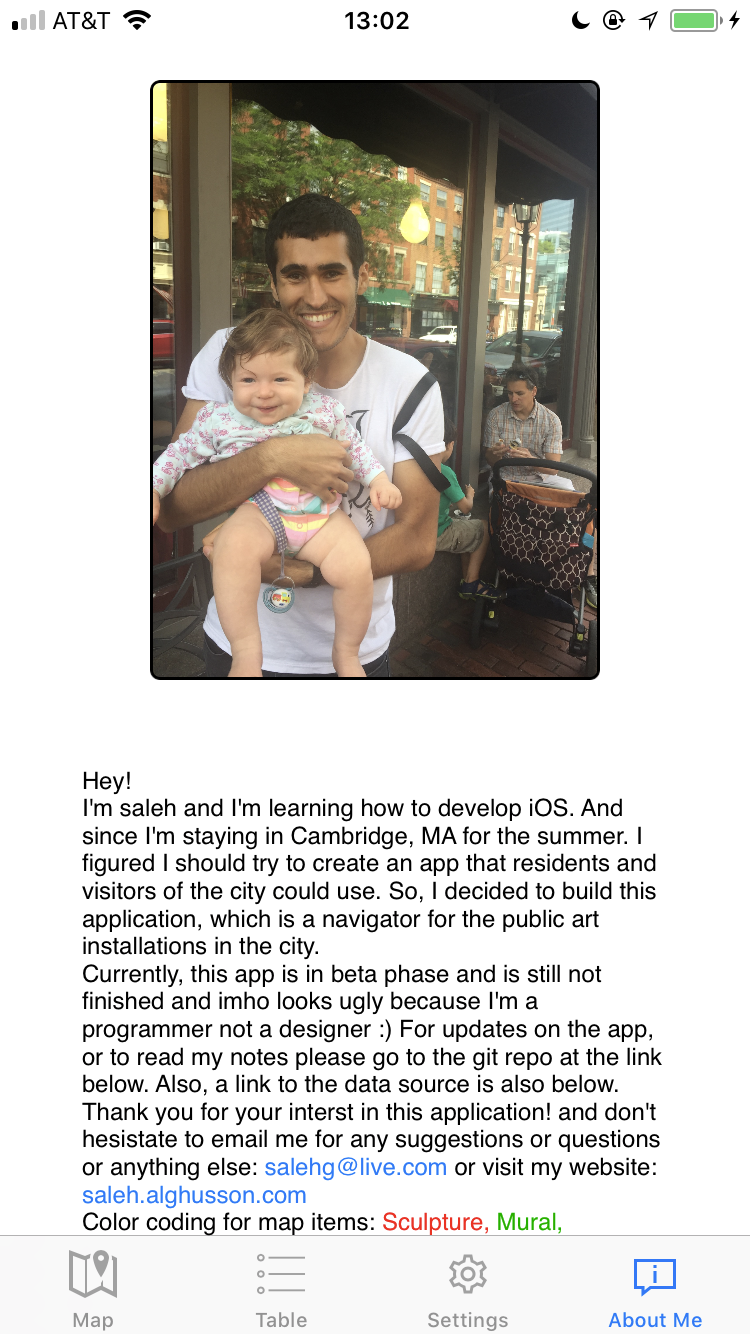 AT&T 13:02
Hey!
I'm saleh and I'm learning how to develop iOS. And
since I'm staying in Cambridge, MA for the summer. I
figured I should try to create an app that residents and
visitors of the city could use. So, I decided to build this
application, which is a navigator for the public art
installations in the city.
Currently, this app is in beta phase and is still not
finished and imho looks ugly because I'm a
programmer not a designer :) For updates on the app,
or to read my notes please go to the git repo at the link
below. Also, a link to the data source is also below.
Thank you for your interst in this application! and don't
hesistate to email me for any suggestions or questions
or anything else: salehg@live.com or visit my website:
saleh.alghusson.com
Color coding for map items: Sculpture, Mural,
Map Table Settings About Me